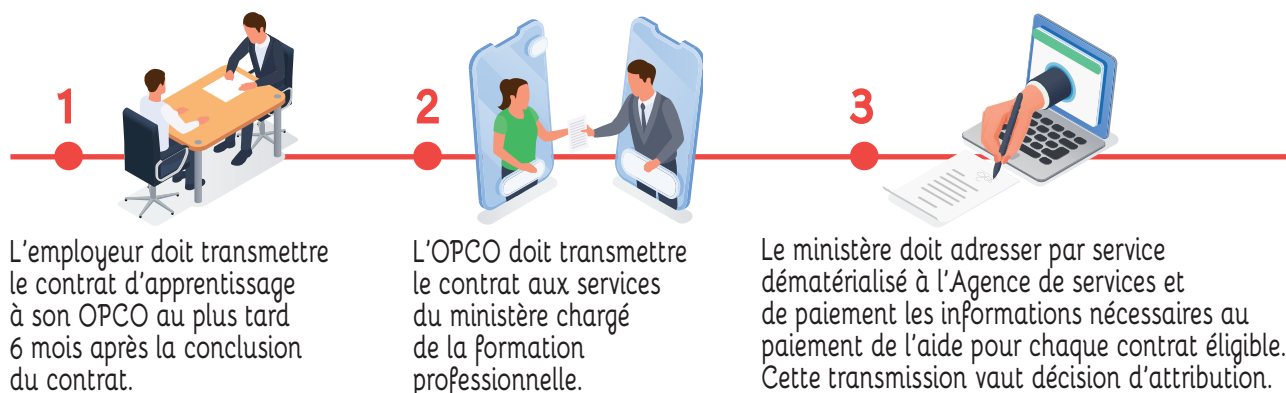 1
L'employeur doit transmettre
le contrat d'apprentissage
à son OPCO au plus tard
6 mois après la conclusion
du contrat.
2
L'OPCO doit transmettre
le contrat aux services
du ministère chargé
de la formation
professionnelle.
3
Le ministère doit adresser par service
dématérialisé à l'Agence de services et
de paiement les informations nécessaires au
paiement de l'aide pour chaque contrat éligible.
Cette transmission vaut décision d'attribution.